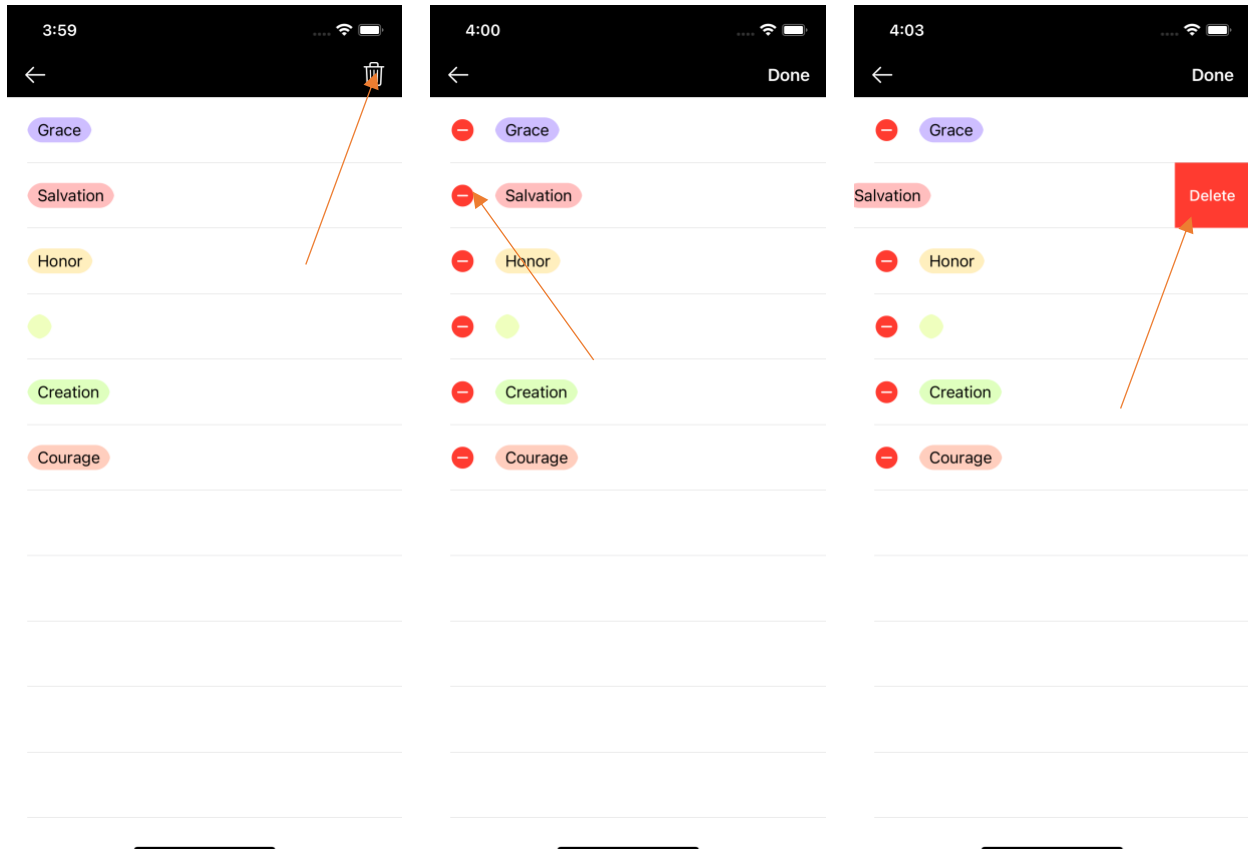 3:59
Grace
Salvation
Honor
Creation
Courage
4:00
Done
Grace
Salvation
Honor
Creation
Courage
4:03
Done
Grace
Salvation
Delete
Honor
Creation
Courage